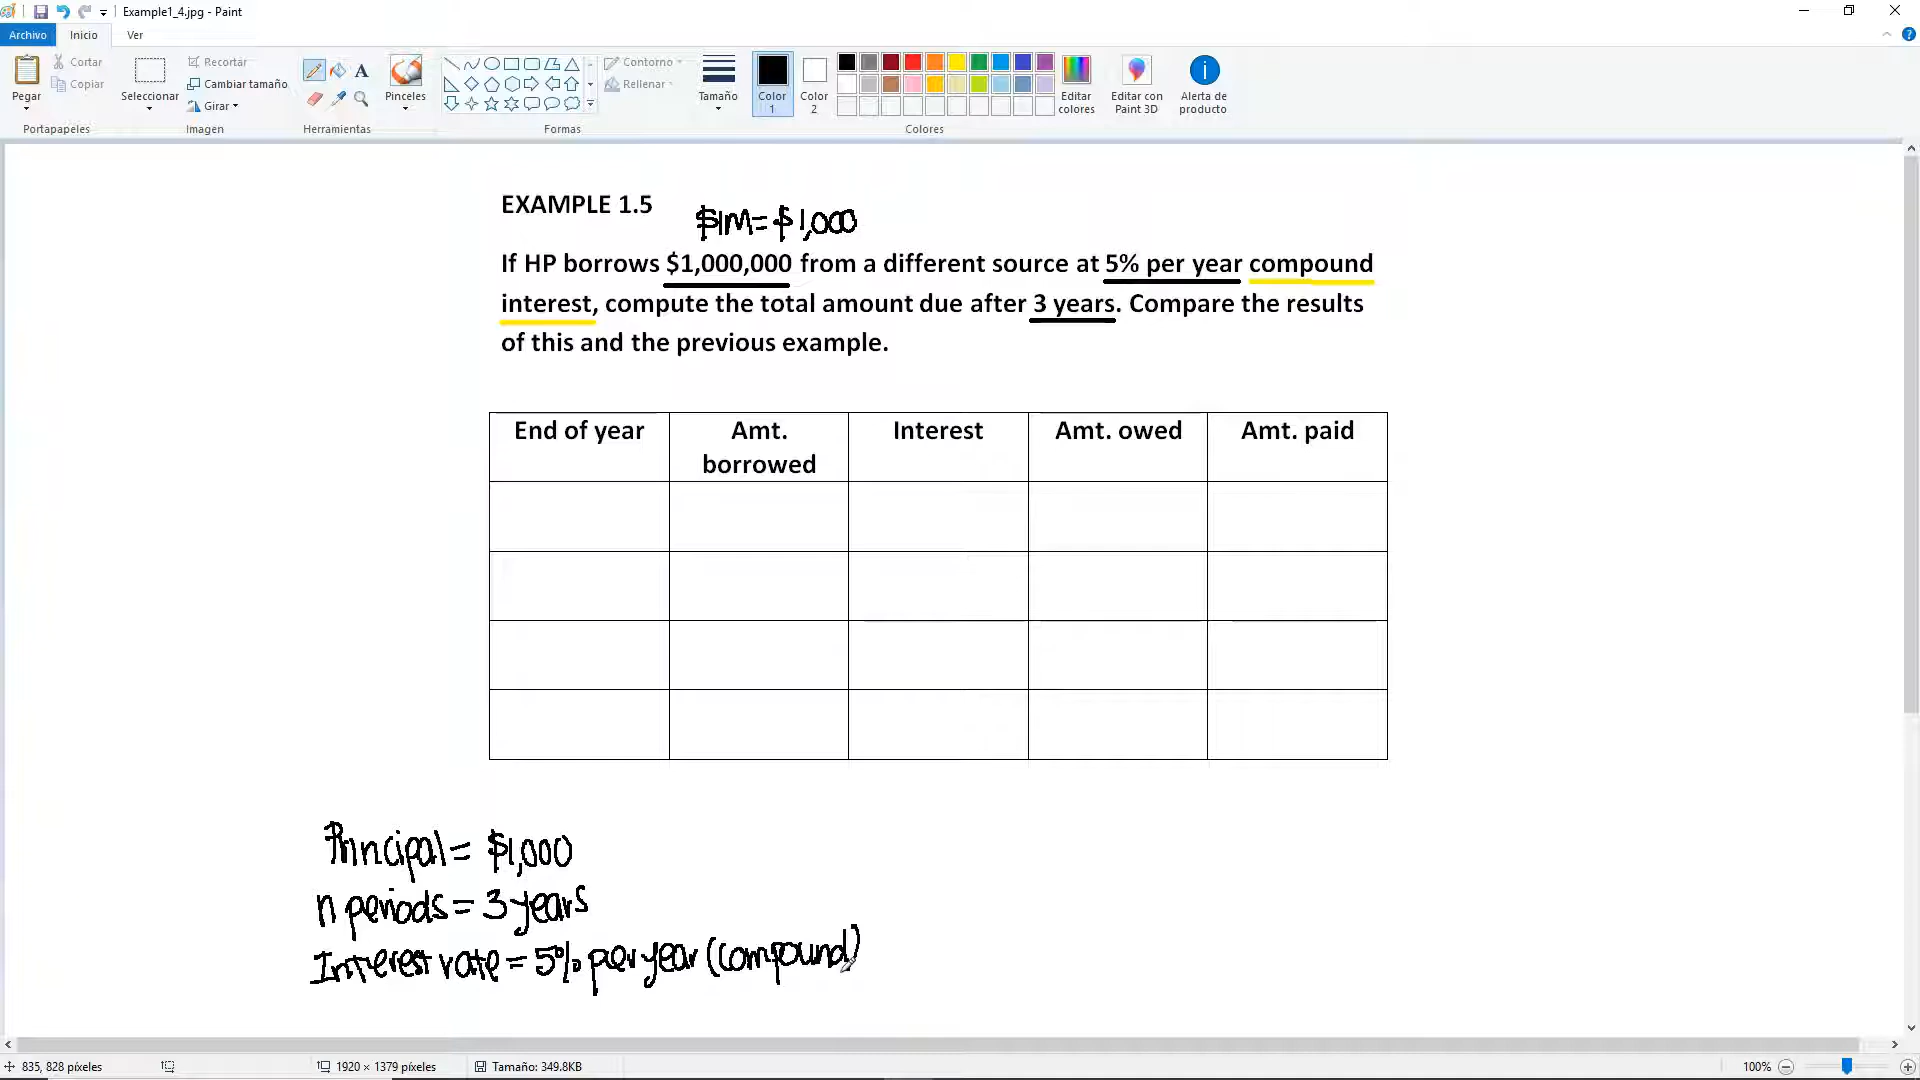 Example1_4.jpg - Paint
Archivo Inicio Ver
Pegar
Cortar
Copiar
Portapapeles
Seleccionar
Recortar
Cambiar tamaño
Girar
Imagen
A
Herramientas
Pinceles
Contorno
Rellenar
Formas
Tamaño
Color 1
Color 2
Editar colores
Editar con Paint 3D
Alerta de producto
Colores
EXAMPLE 1.5
$1M = $1,000
If HP borrows $1,000,000 from a different source at 5% per year compound
interest, compute the total amount due after 3 years. Compare the results
of this and the previous example.
End of year Amt. borrowed Interest Amt. owed Amt. paid
Principal = $1,000
n periods = 3 years
Interest rate = 5% per year (compound)
835, 828 píxeles 1920 × 1379 píxeles Tamaño: 349.8KB 100%